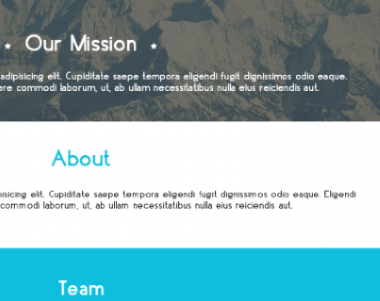 Our Mission
adipisicing elit. Cupiditate saepe tempora eligendi fugit dignissimos odio eaque.
commodi laborum, ut, ab ullam necessitatibus nulla eius reiciendis aut.
About
elit. Cupiditate saepe tempora eligendi fugit dignissimos odio eaque. Eligendi
commodi laborum, ut, ab ullam necessitatibus nulla eius reiciendis aut.
Team